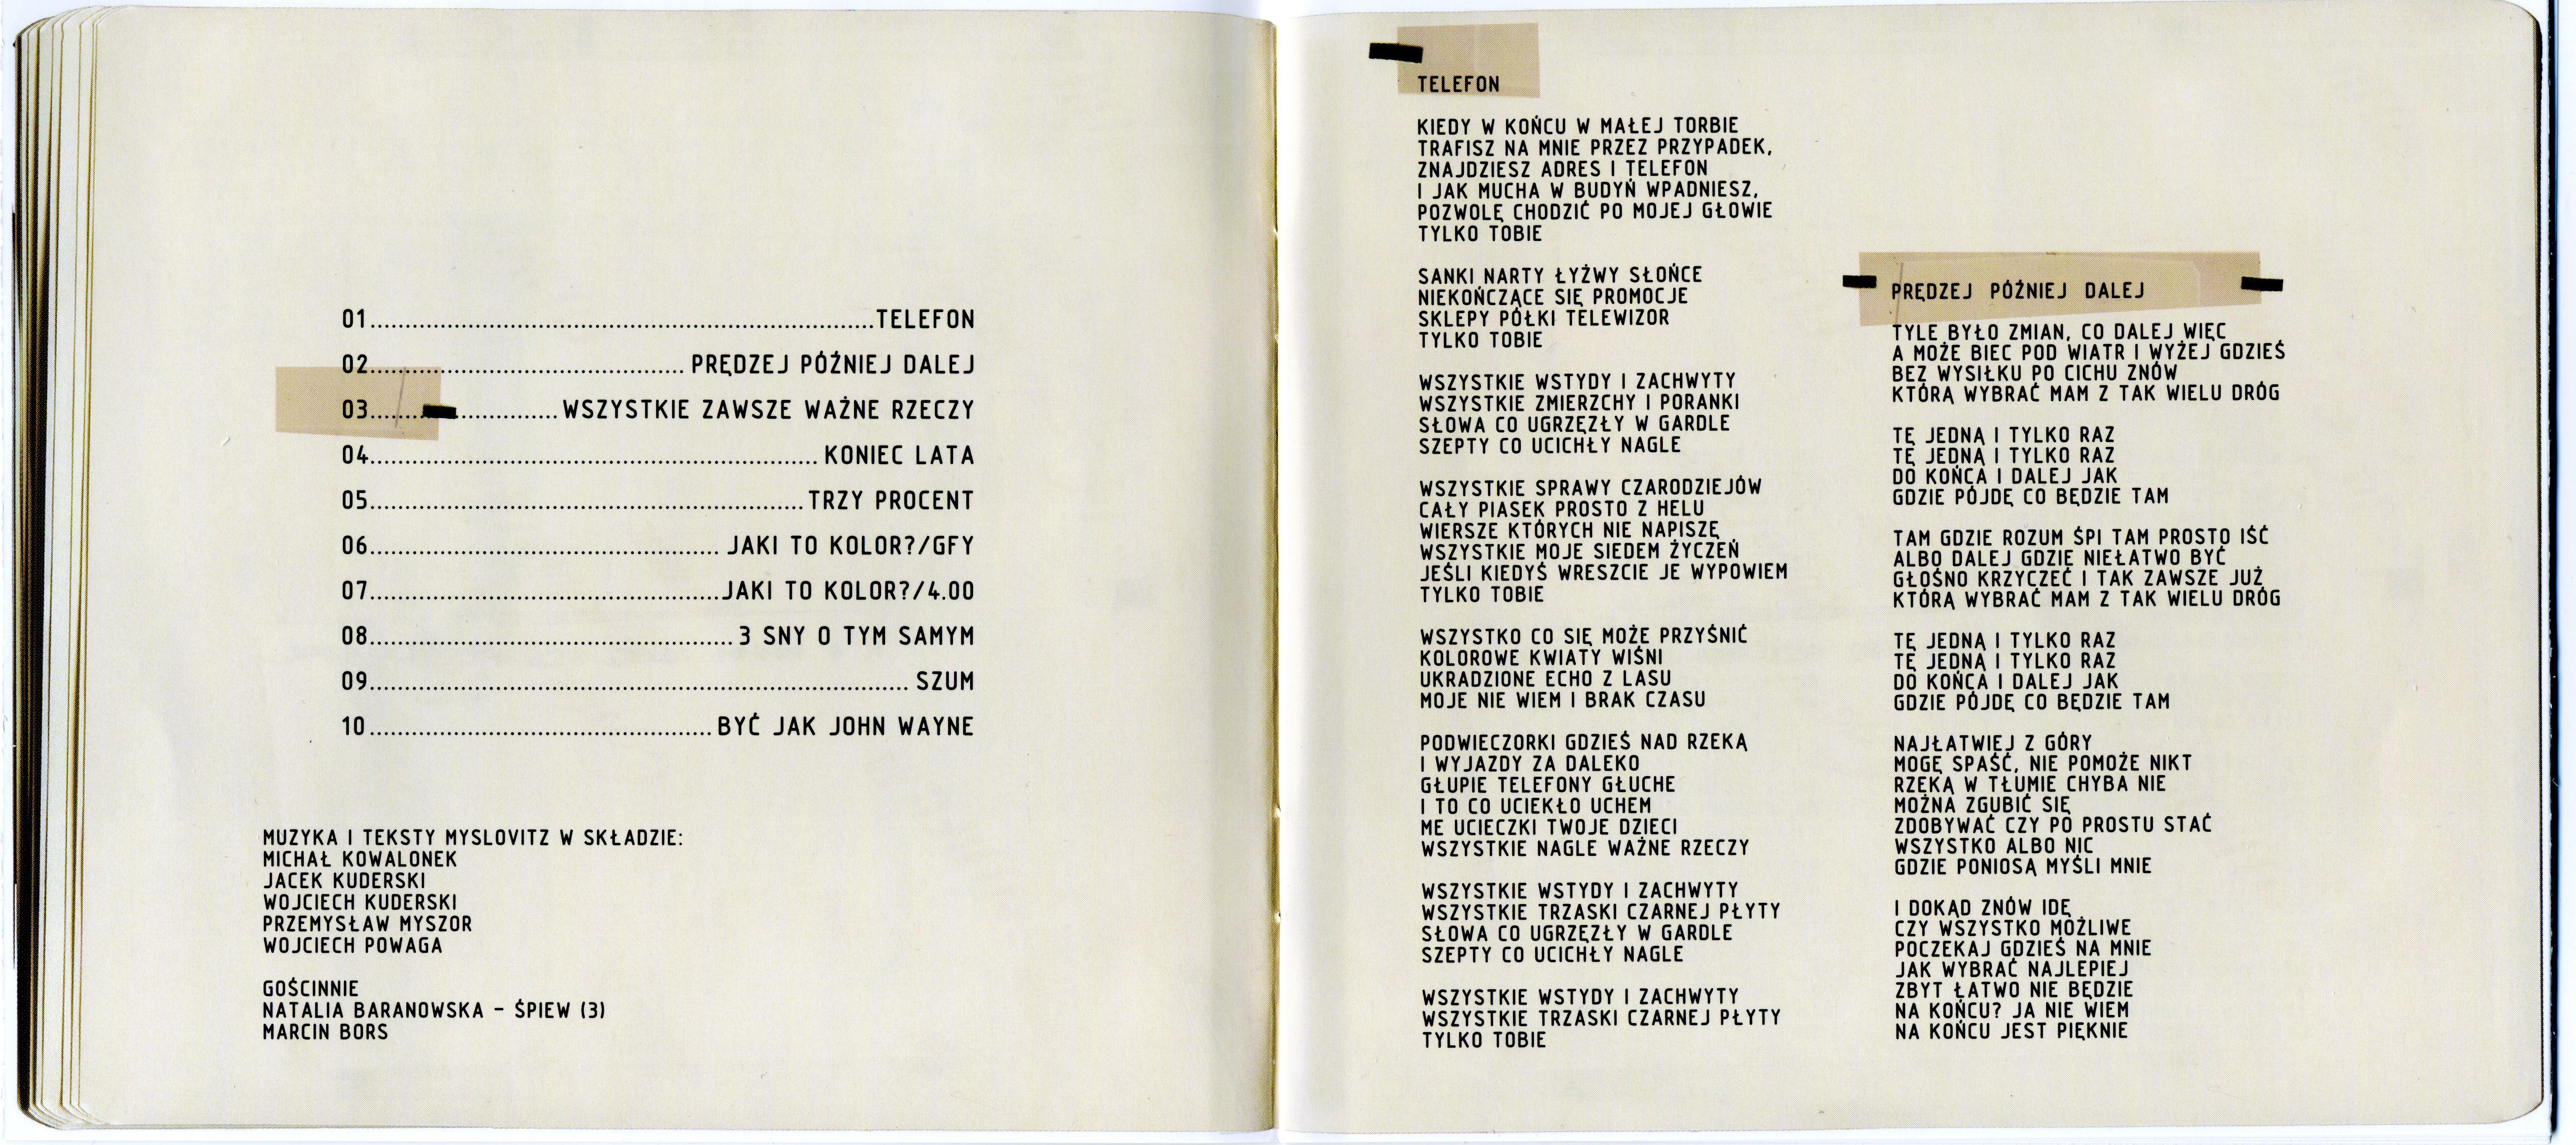 01 TELEFON
02 PRĘDZEJ PÓŹNIEJ DALEJ
03 WSZYSTKIE ZAWSZE WAŻNE RZECZY
04 KONIEC LATA
05 TRZY PROCENT
06 JAKI TO KOLOR?/GFY
07 JAKI TO KOLOR?/4.00
08 3 SNY O TYM SAMYM
09 SZUM
10 BYĆ JAK JOHN WAYNE
MUZYKA I TEKSTY MYSLOVITZ W SKŁADZIE:
MICHAŁ KOWALONEK
JACEK KUDERSKI
WOJCIECH KUDERSKI
PRZEMYSŁAW MYSZOR
WOJCIECH POWAGA
GOŚCINNIE
NATALIA BARANOWSKA – ŚPIEW (3)
MARCIN BORS
TELEFON
KIEDY W KOŃCU W MAŁEJ TORBIE
TRAFISZ NA MNIE PRZEZ PRZYPADEK,
ZNAJDZIESZ ADRES I TELEFON
I JAK MUCHA W BUDYŃ WPADNIESZ,
POZWOLĘ CHODZIĆ PO MOJEJ GŁOWIE
TYLKO TOBIE
SANKI NARTY ŁYŻWY SŁOŃCE
NIEKOŃCZĄCE SIĘ PROMOCJE
SKLEPY PÓŁKI TELEWIZOR
TYLKO TOBIE
WSZYSTKIE WSTYDY I ZACHWYTY
WSZYSTKIE ZMIERZCHY I PORANKI
SŁOWA CO UGRZĘZŁY W GARDLE
SZEPTY CO UCICHŁY NAGLE
WSZYSTKIE SPRAWY CZARODZIEJÓW
CAŁY PIASEK PROSTO Z HELU
WIERSZE KTÓRYCH NIE NAPISZĘ
WSZYSTKIE MOJE SIEDEM ŻYCZEŃ
JEŚLI KIEDYŚ WRESZCIE JE WYPOWIEM
TYLKO TOBIE
WSZYSTKO CO SIĘ MOŻE PRZYŚNIĆ
KOLOROWE KWIATY WIŚNI
UKRADZIONE ECHO Z LASU
MOJE NIE WIEM I BRAK CZASU
PODWIECZORKI GDZIEŚ NAD RZEKĄ
I WYJAZDY ZA DALEKO
GŁUPIE TELEFONY GŁUCHE
I TO CO UCIEKŁO UCHEM
ME UCIECZKI TWOJE DZIECI
WSZYSTKIE NAGLE WAŻNE RZECZY
WSZYSTKIE WSTYDY I ZACHWYTY
WSZYSTKIE TRZASKI CZARNEJ PŁYTY
SŁOWA CO UGRZĘZŁY W GARDLE
SZEPTY CO UCICHŁY NAGLE
WSZYSTKIE WSTYDY I ZACHWYTY
WSZYSTKIE TRZASKI CZARNEJ PŁYTY
TYLKO TOBIE
PRĘDZEJ PÓŹNIEJ DALEJ
TYLE BYŁO ZMIAN, CO DALEJ WIĘC
A MOŻE BIEC POD WIATR I WYŻEJ GDZIEŚ
BEZ WYSIŁKU PO CICHU ZNÓW
KTÓRĄ WYBRAĆ MAM Z TAK WIELU DRÓG
TĘ JEDNĄ I TYLKO RAZ
TĘ JEDNĄ I TYLKO RAZ
DO KOŃCA I DALEJ JAK
GDZIE PÓJDĘ CO BĘDZIE TAM
TAM GDZIE ROZUM ŚPI TAM PROSTO IŚĆ
ALBO DALEJ GDZIE NIEŁATWO BYĆ
GŁOŚNO KRZYCZEĆ I TAK ZAWSZE JUŻ
KTÓRĄ WYBRAĆ MAM Z TAK WIELU DRÓG
TĘ JEDNĄ I TYLKO RAZ
TĘ JEDNĄ I TYLKO RAZ
DO KOŃCA I DALEJ JAK
GDZIE PÓJDĘ CO BĘDZIE TAM
NAJŁATWIEJ Z GÓRY
MOGĘ SPAŚĆ, NIE POMOŻE NIKT
RZEKĄ W TŁUMIE CHYBA NIE
MOŻNA ZGUBIĆ SIĘ
ZDOBYWAĆ CZY PO PROSTU STAĆ
WSZYSTKO ALBO NIC
GDZIE PONIOSĄ MYŚLI MNIE
I DOKĄD ZNÓW IDĘ
CZY WSZYSTKO MOŻLIWE
POCZEKAJ GDZIEŚ NA MNIE
JAK WYBRAĆ NAJLEPIEJ
ZBYT ŁATWO NIE BĘDZIE
NA KOŃCU? JA NIE WIEM
NA KOŃCU JEST PIĘKNIE